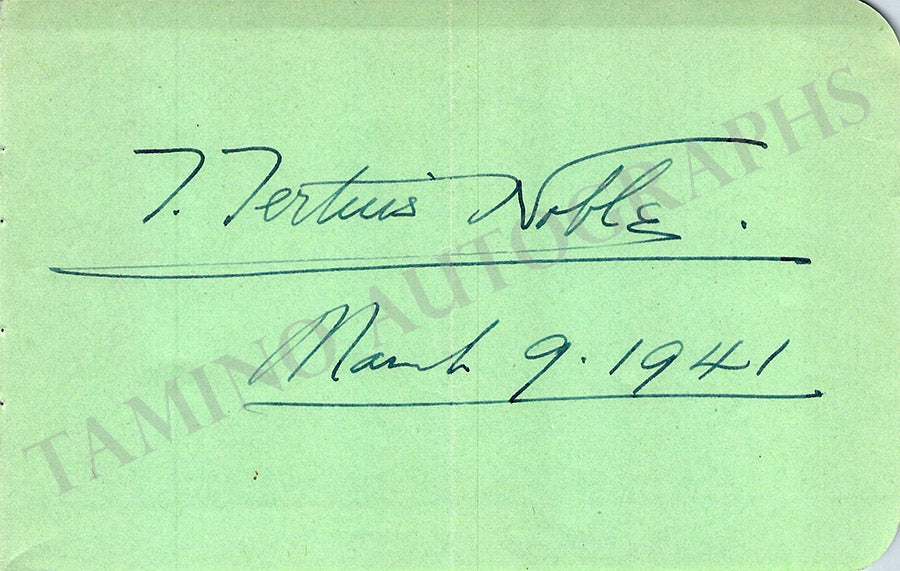 T. Tertius Noble.
March 9. 1941
TAMINO AUTOGRAPHS